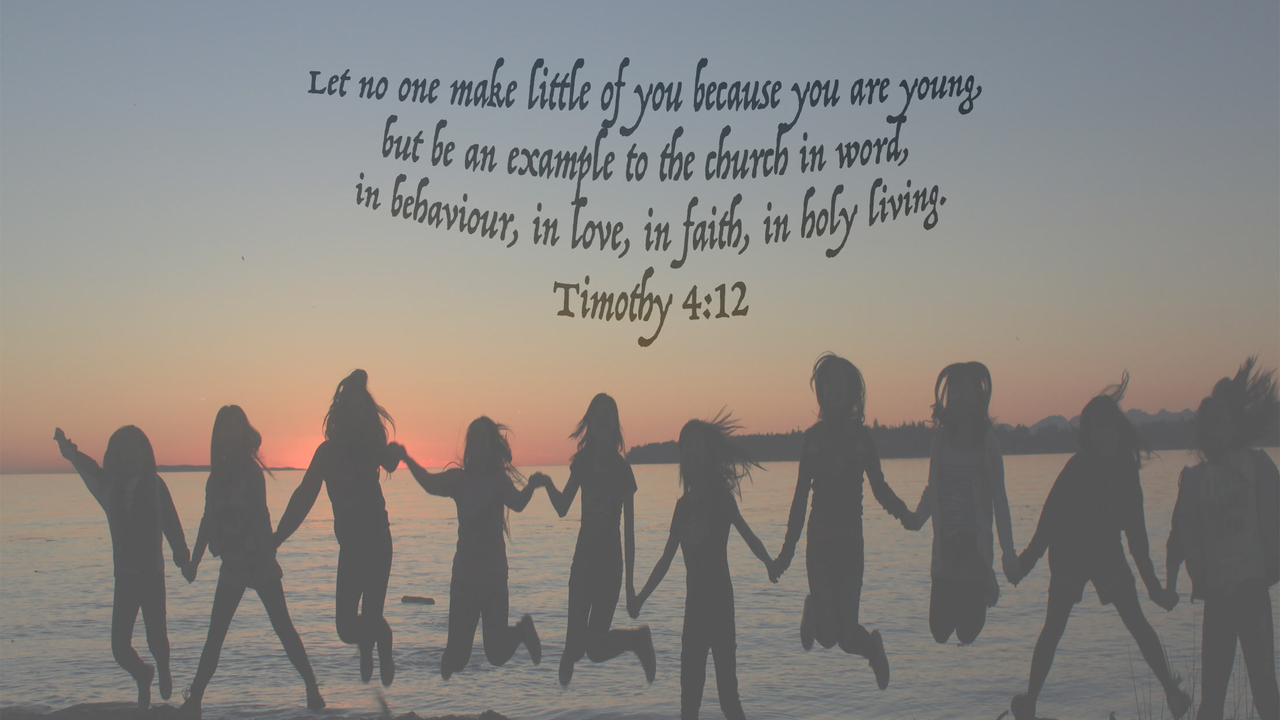 Let no one make little of you because you are young,
but be an example to the church in word,
in behaviour, in love, in faith, in holy living.
Timothy 4:12